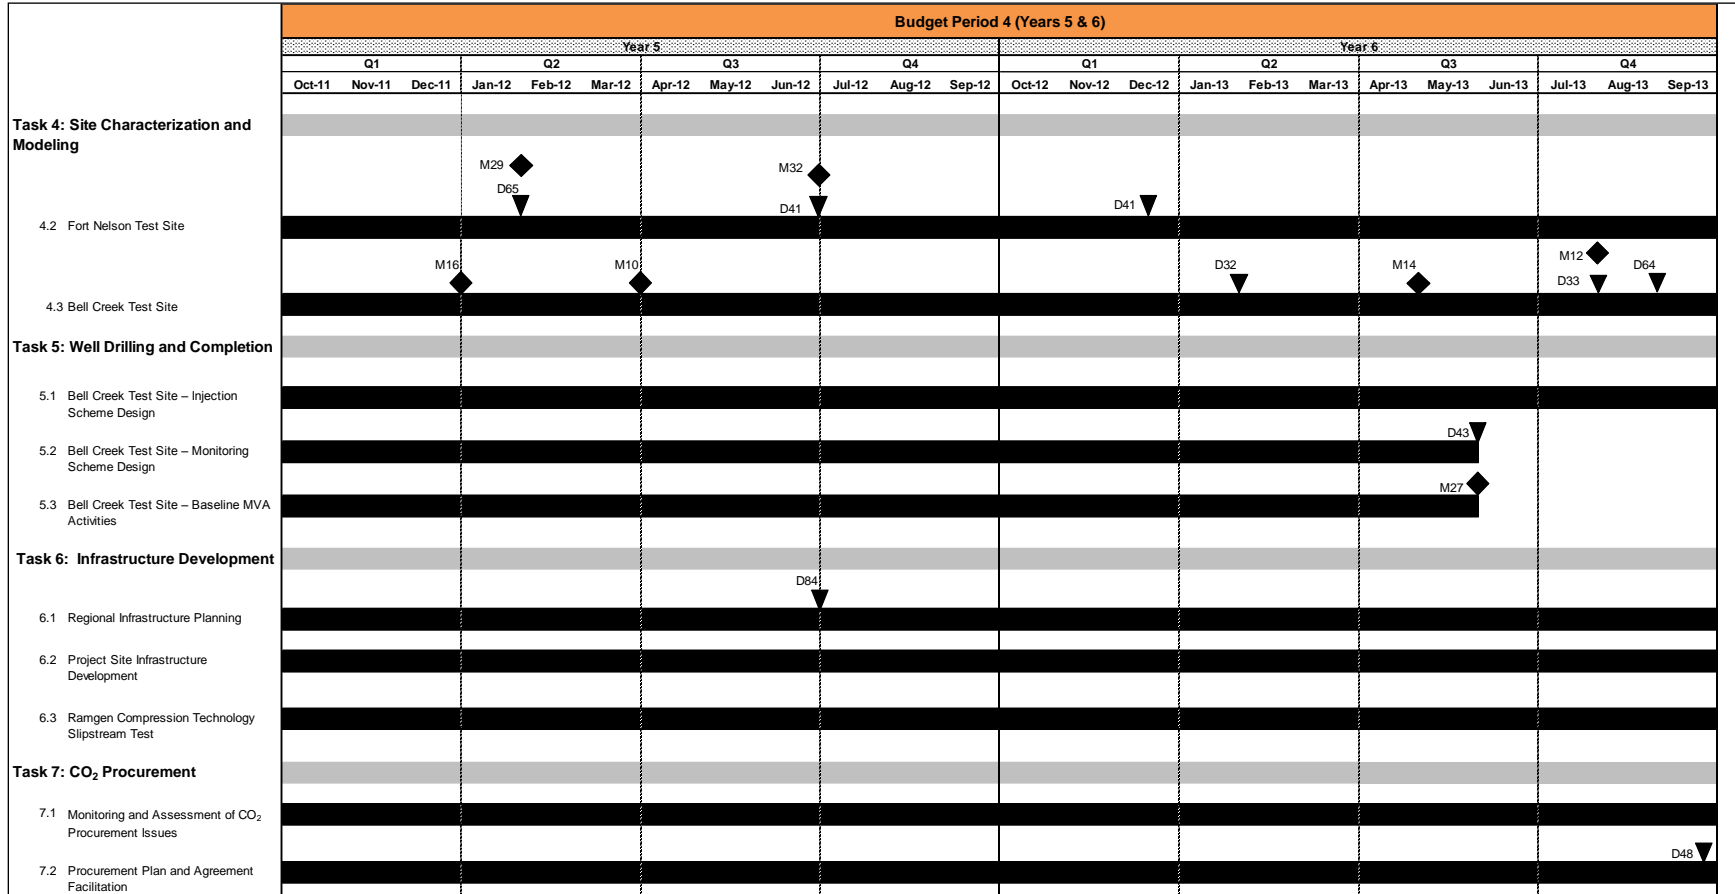 Budget Period 4 (Years 5 & 6)
Year 5 Year 6
Q1 Q2 Q3 Q4 Q1 Q2 Q3 Q4
Oct-11 Nov-11 Dec-11 Jan-12 Feb-12 Mar-12 Apr-12 May-12 Jun-12 Jul-12 Aug-12 Sep-12 Oct-12 Nov-12 Dec-12 Jan-13 Feb-13 Mar-13 Apr-13 May-13 Jun-13 Jul-13 Aug-13 Sep-13
Task 4: Site Characterization and
Modeling
M29 M32
D65
D41 D41
4.2 Fort Nelson Test Site
M12
M16 M10 D32 M14 D64
D33
4.3 Bell Creek Test Site
Task 5: Well Drilling and Completion
5.1 Bell Creek Test Site – Injection
Scheme Design
D43
5.2 Bell Creek Test Site – Monitoring
Scheme Design
M27
5.3 Bell Creek Test Site – Baseline MVA
Activities
Task 6: Infrastructure Development
D84
6.1 Regional Infrastructure Planning
6.2 Project Site Infrastructure
Development
6.3 Ramgen Compression Technology
Slipstream Test
Task 7: CO₂ Procurement
7.1 Monitoring and Assessment of CO₂
Procurement Issues
D48
7.2 Procurement Plan and Agreement
Facilitation